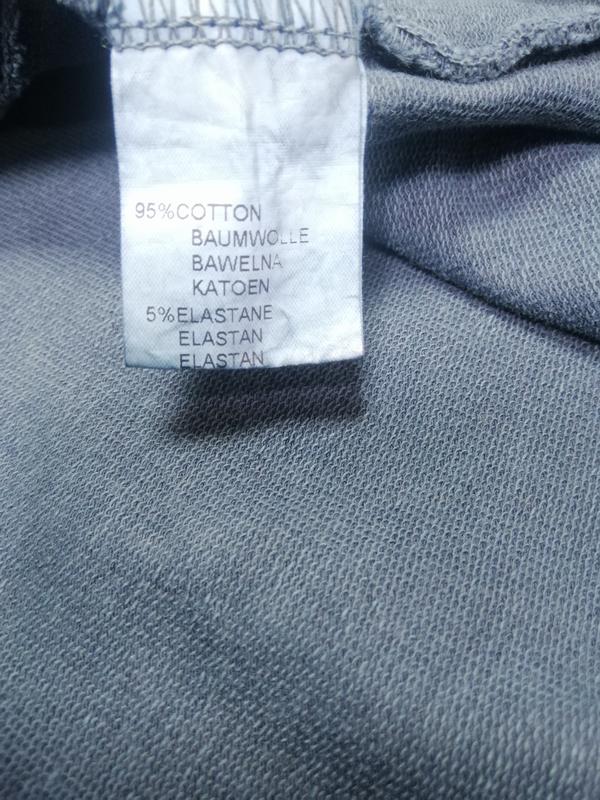 95%COTTON
BAUMWOLLE
BAWELNA
KATOEN
5%ELASTANE
ELASTAN
ELASTAN